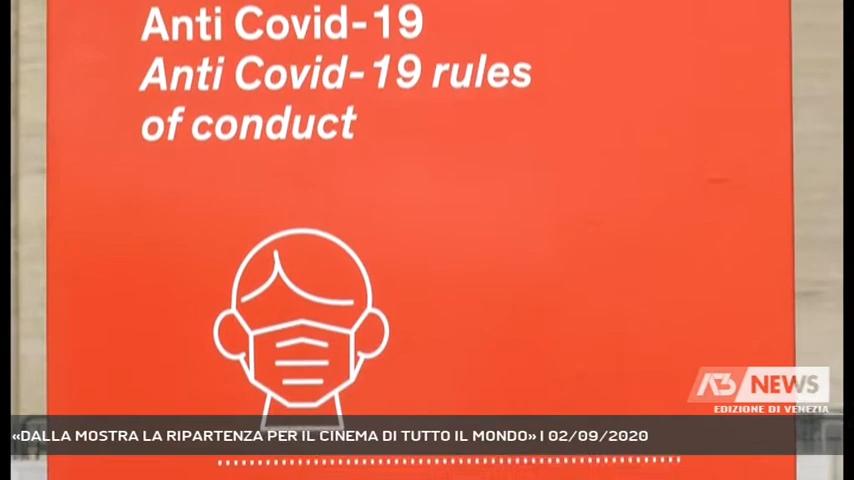 Anti Covid-19
Anti Covid-19 rules
of conduct
A3 NEWS
EDIZIONE DI VENEZIA
«DALLA MOSTRA LA RIPARTENZA PER IL CINEMA DI TUTTO IL MONDO» | 02/09/2020